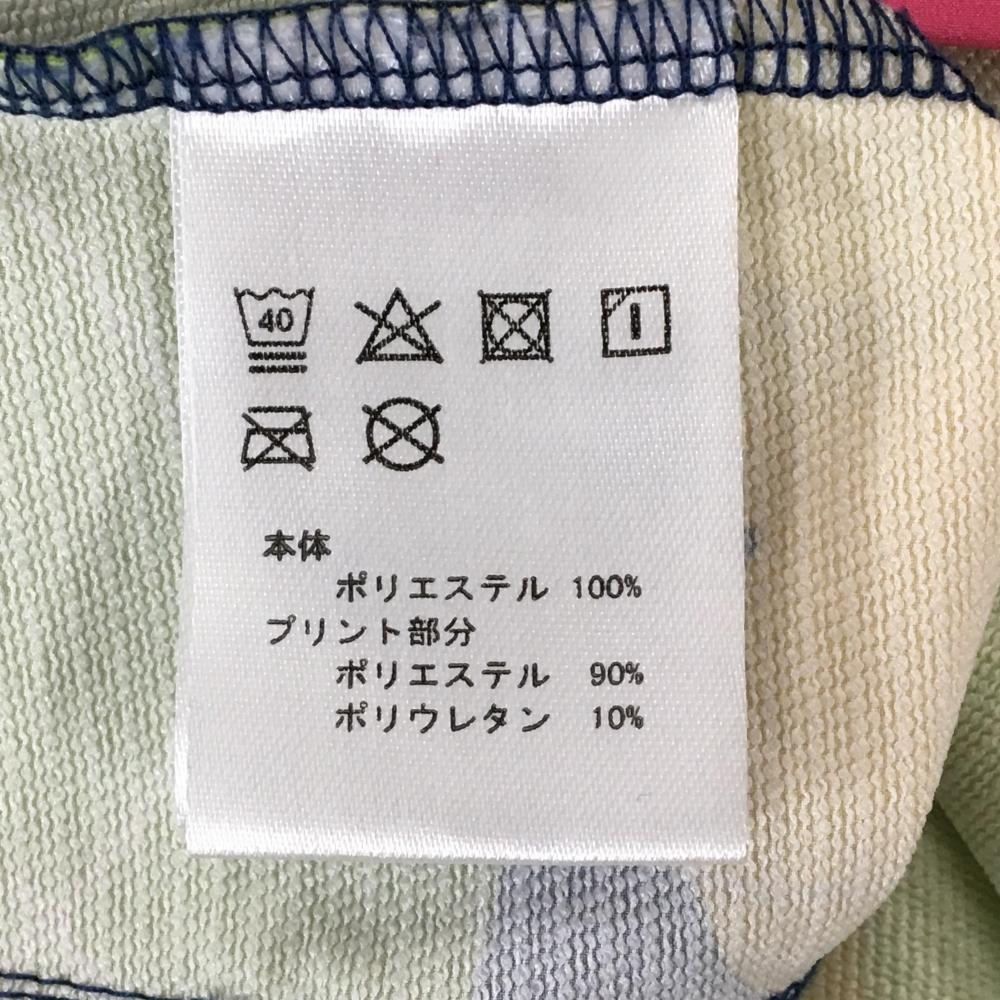 40
本体
ポリエステル 100%
プリント部分
ポリエステル 90%
ポリウレタン 10%